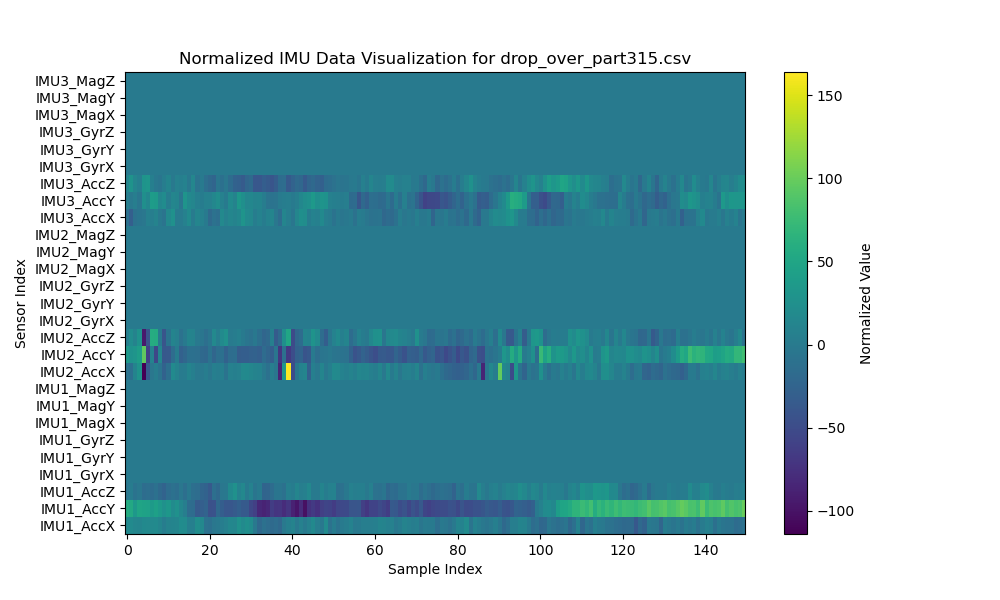 Normalized IMU Data Visualization for drop_over_part315.csv
IMU3_MagZ
IMU3_MagY
IMU3_MagX
IMU3_GyrZ
IMU3_GyrY
IMU3_GyrX
IMU3_AccZ
IMU3_AccY
IMU3_AccX
IMU2_MagZ
IMU2_MagY
IMU2_MagX
IMU2_GyrZ
IMU2_GyrY
IMU2_GyrX
IMU2_AccZ
IMU2_AccY
IMU2_AccX
IMU1_MagZ
IMU1_MagY
IMU1_MagX
IMU1_GyrZ
IMU1_GyrY
IMU1_GyrX
IMU1_AccZ
IMU1_AccY
IMU1_AccX
Sensor Index
0 20 40 60 80 100 120 140
Sample Index
150
100
50
0
−50
−100
Normalized Value